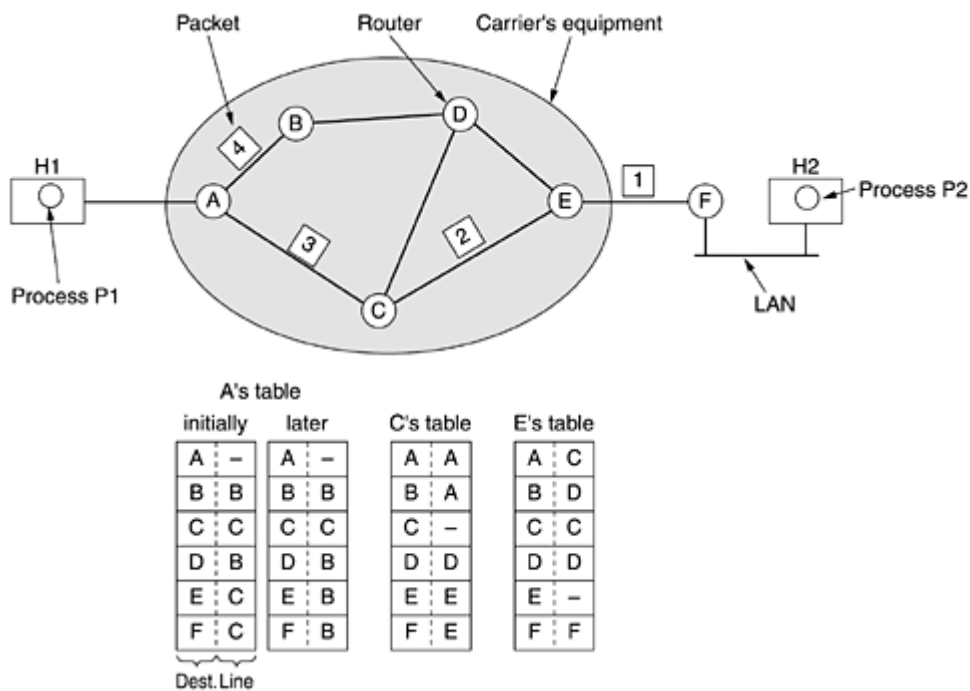 Packet
Router
Carrier's equipment
B
D
4
H1
1
H2
A
E
F
Process P2
3
2
Process P1
C
LAN
A's table
initially later C's table E's table
A – A – A A A C
B B B B B A B D
C C C C C – C C
D B D B D D D D
E C E B E E E –
F C F B F E F F
Dest. Line